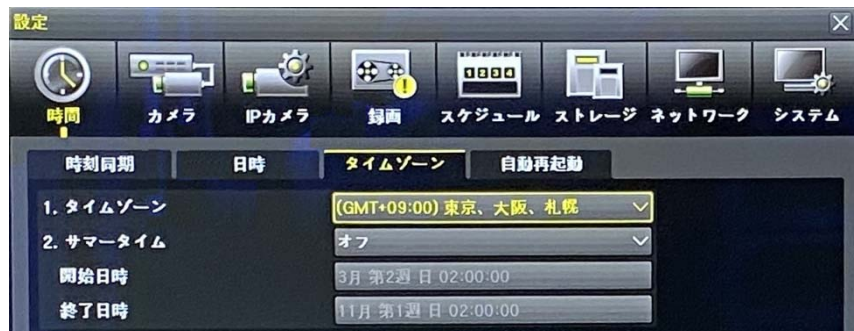 設定
時間 カメラ IPカメラ 録画 1234 スケジュール ストレージ ネットワーク システム
時刻同期 日時 タイムゾーン 自動再起動
1. タイムゾーン (GMT+09:00) 東京、大阪、札幌
2. サマータイム オフ
開始日時 3月 第2週 日 02:00:00
終了日時 11月 第1週 日 02:00:00